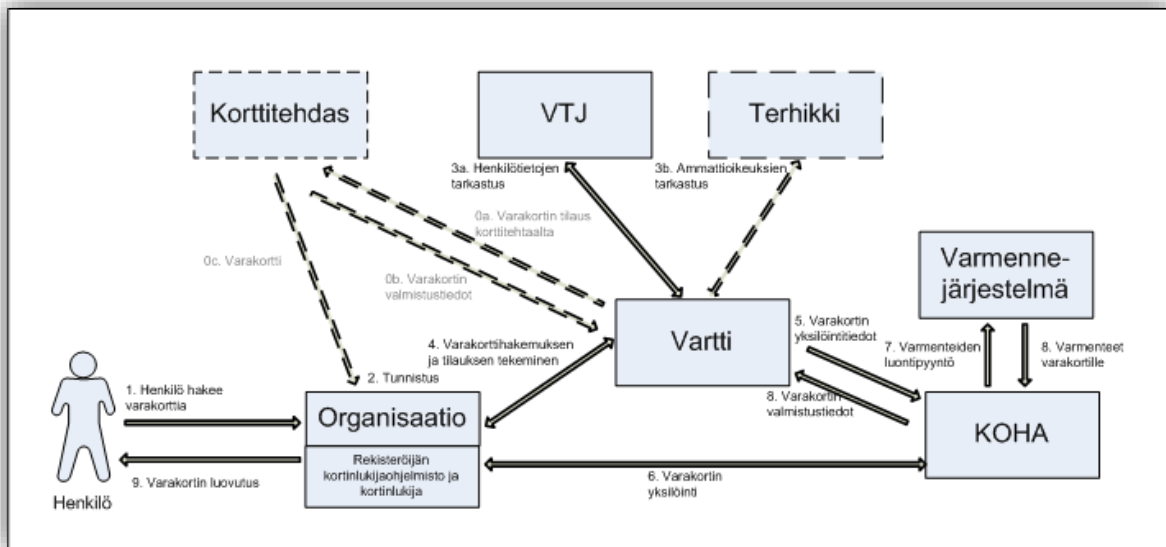 Korttitehdas
VTJ
Terhikki
3a. Henkilötietojen
tarkastus
3b. Ammattioikeuksien
tarkastus
0a. Varakortin tilaus
korttitehtaalta
0c. Varakortti
0b. Varakortin
valmistustiedot
Varmenne-
järjestelmä
Vartti
5. Varakortin
yksilöintitiedot
7. Varmenteiden
luontipyyntö
8. Varmenteet
varakortille
4. Varakorttihakemuksen
ja tilauksen tekeminen
2. Tunnistus
1. Henkilö hakee
varakorttia
8. Varakortin
valmistustiedot
Organisaatio
KOHA
Rekisteröijän
kortinlukijaohjelmisto ja
kortinlukija
9. Varakortin luovutus
6. Varakortin
yksilöinti
Henkilö